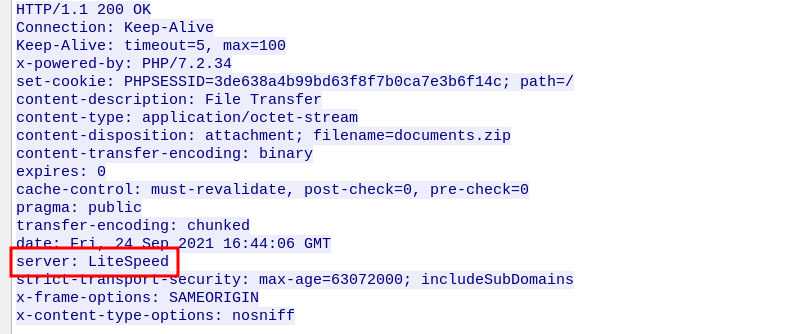 HTTP/1.1 200 OK
Connection: Keep-Alive
Keep-Alive: timeout=5, max=100
x-powered-by: PHP/7.2.34
set-cookie: PHPSESSID=3de638a4b99bd63f8f7b0ca7e3b6f14c; path=/
content-description: File Transfer
content-type: application/octet-stream
content-disposition: attachment; filename=documents.zip
content-transfer-encoding: binary
expires: 0
cache-control: must-revalidate, post-check=0, pre-check=0
pragma: public
transfer-encoding: chunked
date: Fri, 24 Sep 2021 16:44:06 GMT
server: LiteSpeed
strict-transport-security: max-age=63072000; includeSubDomains
x-frame-options: SAMEORIGIN
x-content-type-options: nosniff